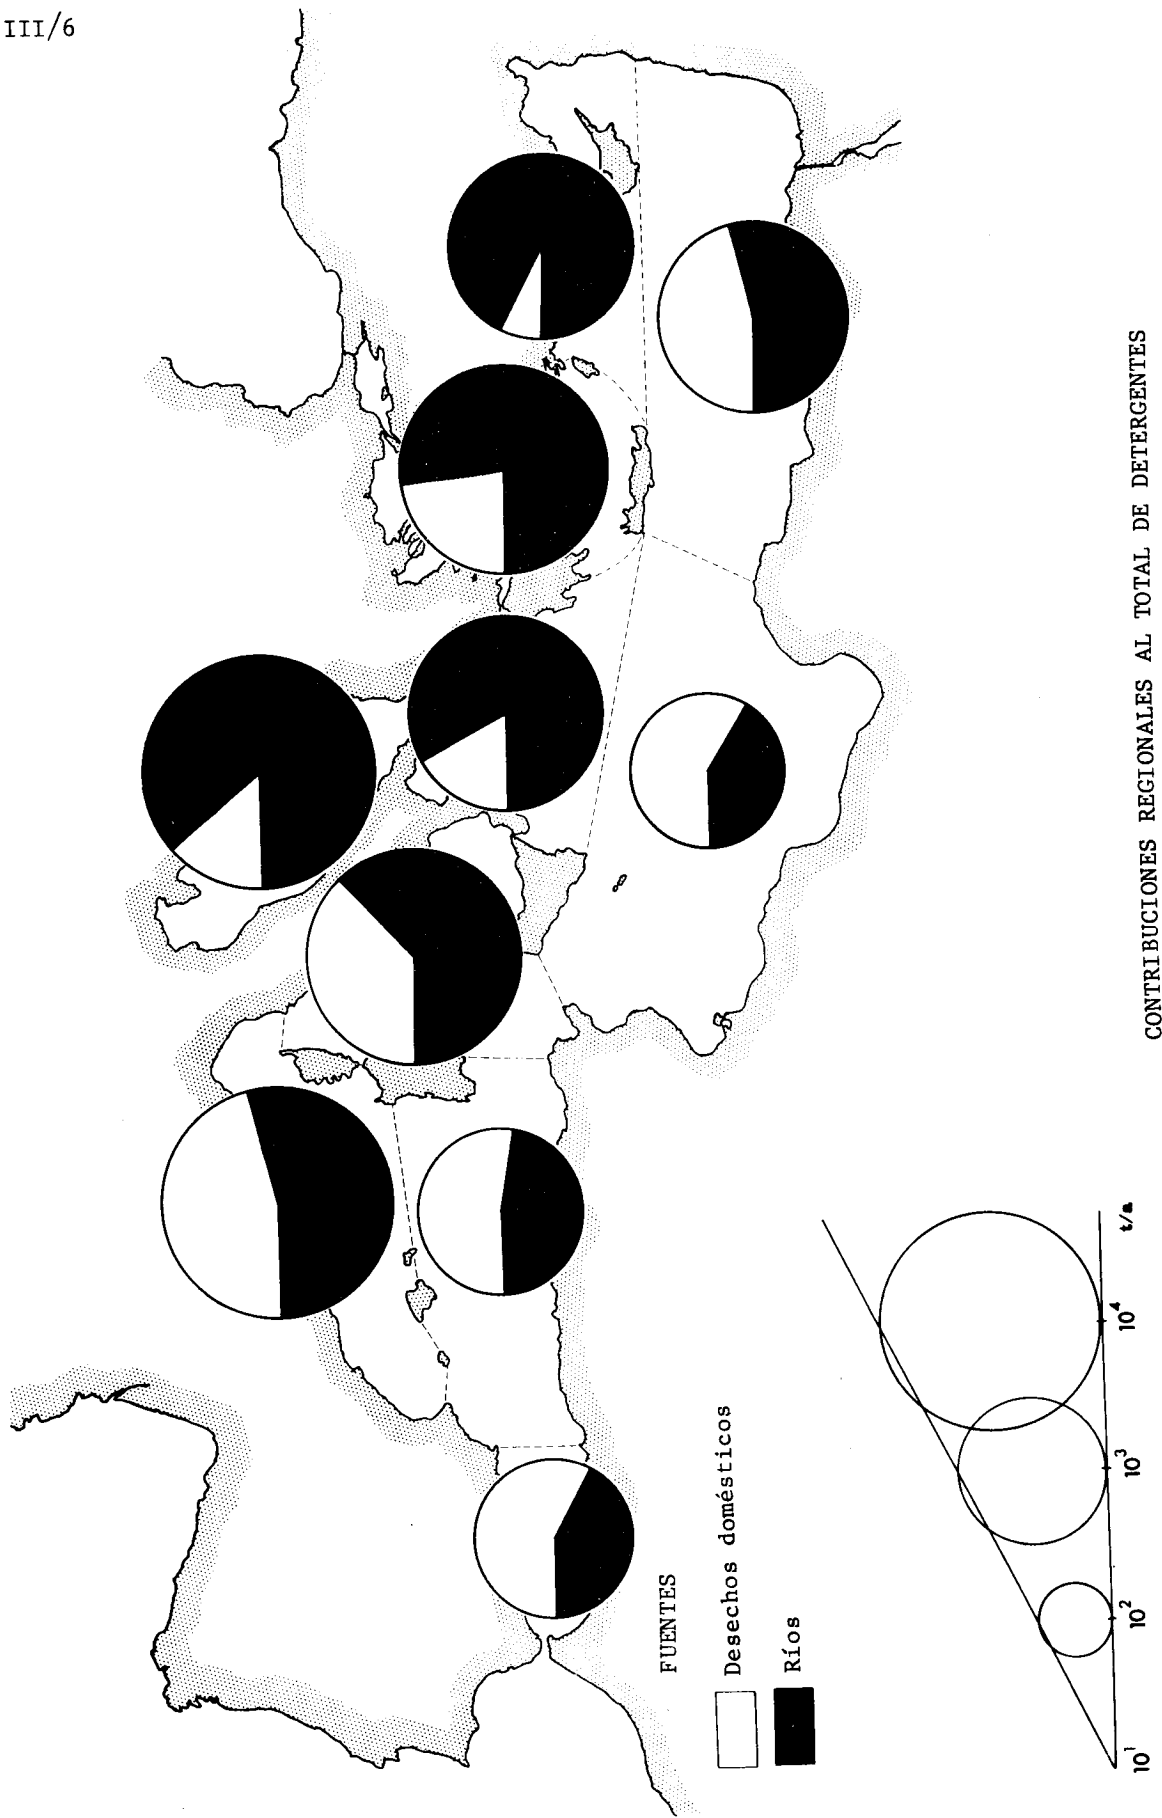 III/6
FUENTES
Desechos domésticos
Ríos
10¹ 10² 10³ 10⁴ t/a
CONTRIBUCIONES REGIONALES AL TOTAL DE DETERGENTES